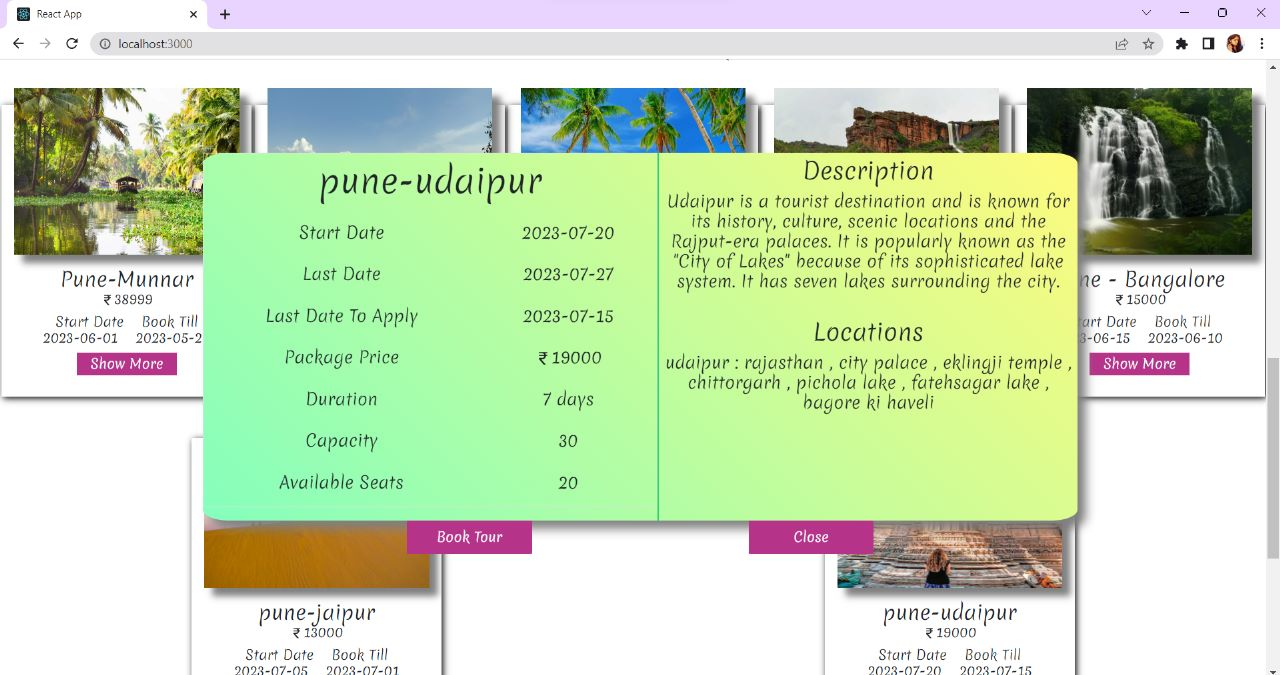 React App
localhost:3000
pune-udaipur
Start Date 2023-07-20
Last Date 2023-07-27
Last Date To Apply 2023-07-15
Package Price ₹ 19000
Duration 7 days
Capacity 30
Available Seats 20
Description
Udaipur is a tourist destination and is known for
its history, culture, scenic locations and the
Rajput-era palaces. It is popularly known as the
"City of Lakes" because of its sophisticated lake
system. It has seven lakes surrounding the city.
Locations
udaipur : rajasthan , city palace , eklingji temple ,
chittorgarh , pichola lake , fatehsagar lake ,
bagore ki haveli
Book Tour
Close
Pune-Munnar
₹ 38999
Start Date Book Till
2023-06-01 2023-05-2
Show More
ne - Bangalore
₹ 15000
tart Date Book Till
3-06-15 2023-06-10
Show More
pune-jaipur
₹ 13000
Start Date Book Till
2023-07-05 2023-07-01
pune-udaipur
₹ 19000
Start Date Book Till
2023-07-20 2023-07-15